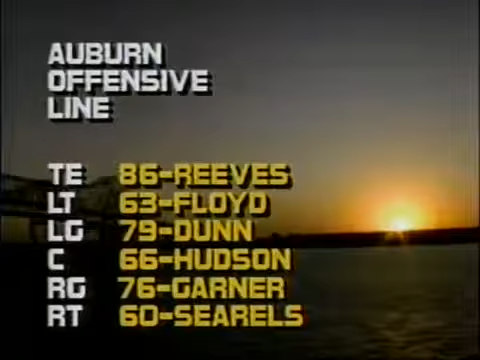 AUBURN
OFFENSIVE
LINE
TE 86-REEVES
LT 63-FLOYD
LG 79-DUNN
C 66-HUDSON
RG 76-GARNER
RT 60-SEARELS